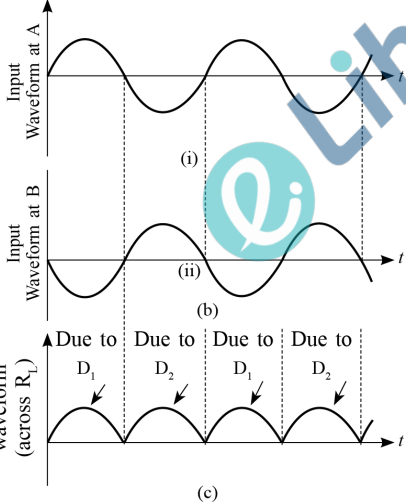 Input
Waveform at A
t
(i)
Input
Waveform at B
t
(ii)
(b)
Due to Due to Due to Due to
D1 D2 D1 D2
waveform
(across RL)
t
(c)
Lib